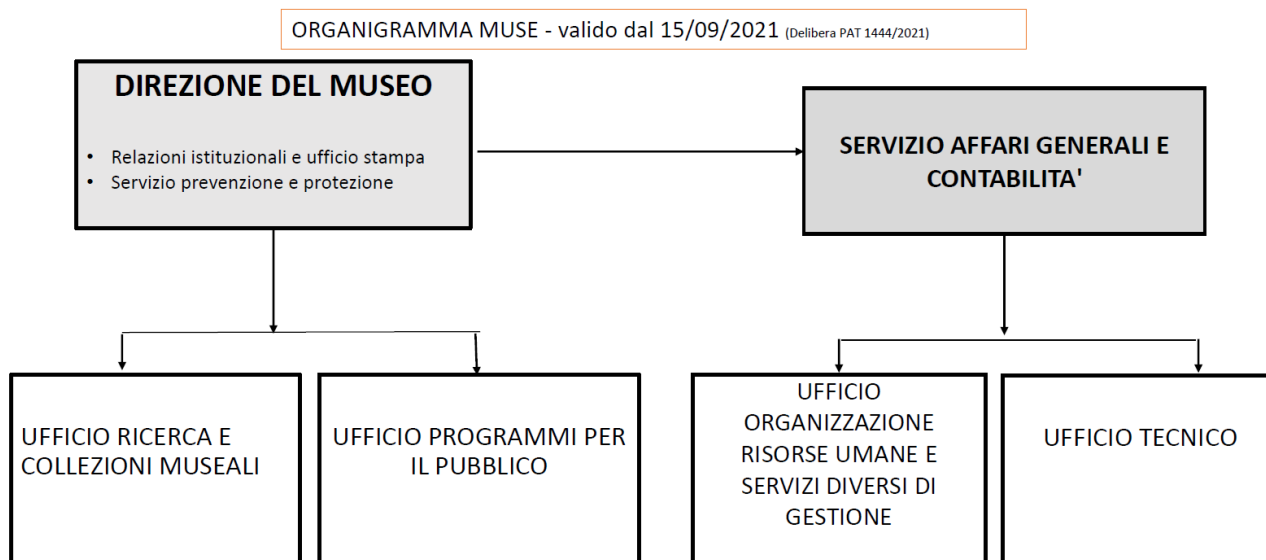 ORGANIGRAMMA MUSE - valido dal 15/09/2021 (Delibera PAT 1444/2021)
DIREZIONE DEL MUSEO
• Relazioni istituzionali e ufficio stampa
• Servizio prevenzione e protezione
SERVIZIO AFFARI GENERALI E
CONTABILITA'
UFFICIO RICERCA E
COLLEZIONI MUSEALI
UFFICIO PROGRAMMI PER
IL PUBBLICO
UFFICIO
ORGANIZZAZIONE
RISORSE UMANE E
SERVIZI DIVERSI DI
GESTIONE
UFFICIO TECNICO